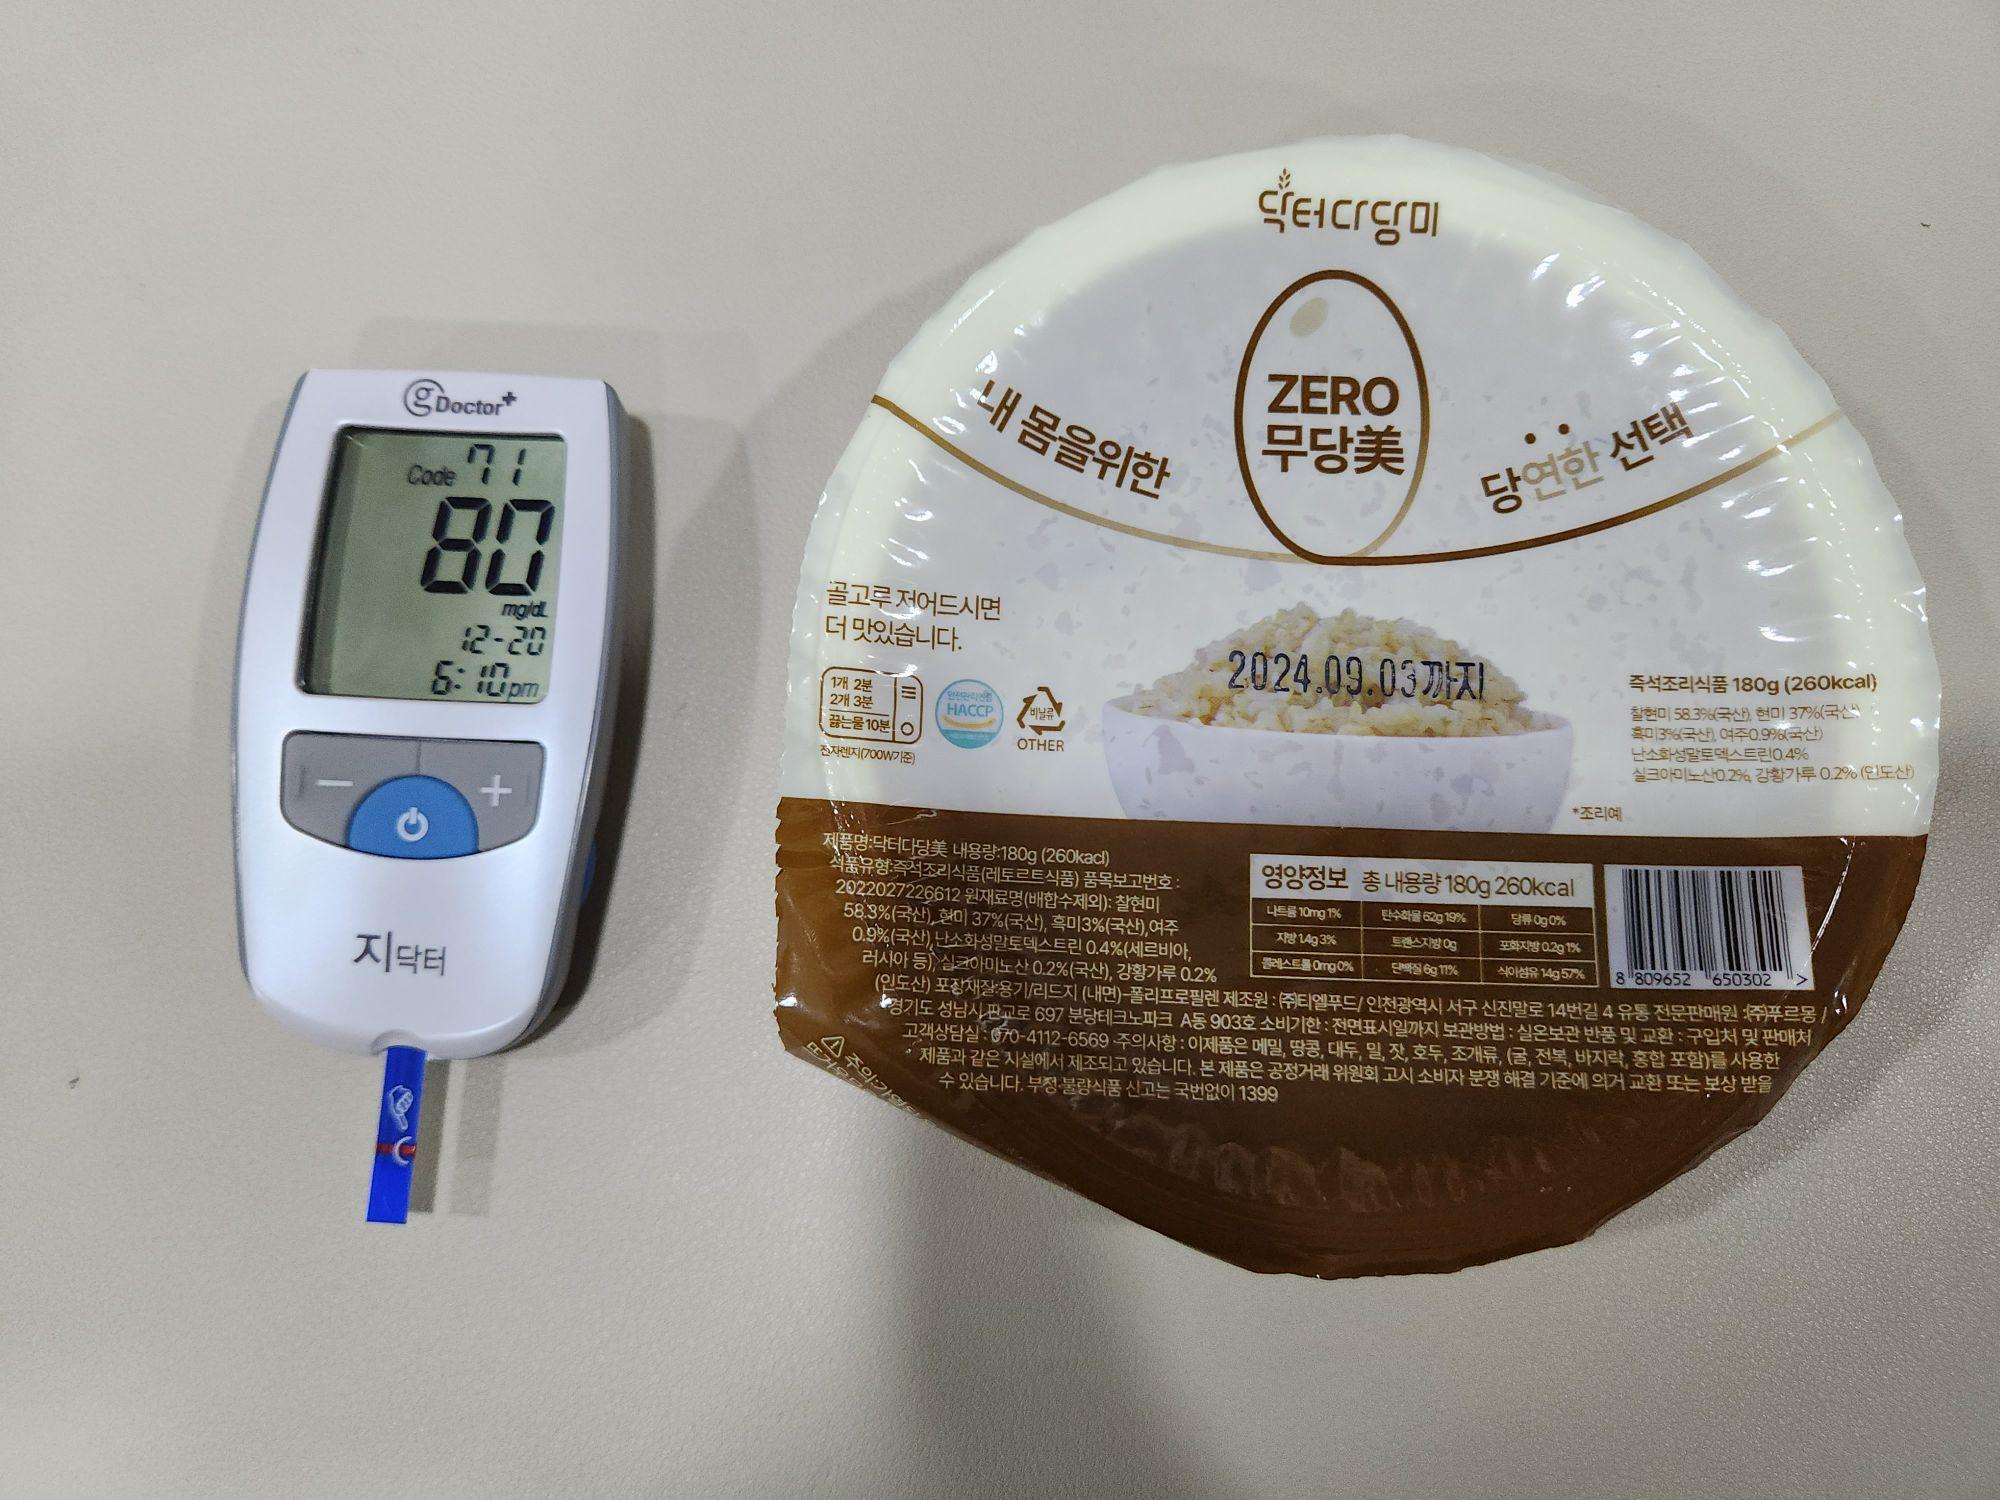 g Doctor+
Code 71
80
mg/dL
12-20
6:10pm
지닥터
닥터다당미
ZERO
무당美
내 몸을위한
당연한 선택
골고루 저어드시면
더 맛있습니다.
1개 2분
2개 3분
끓는물 10분
전자렌지(700W기준)
안전관리인증
HACCP
비닐류
OTHER
2024.09.03까지
즉석조리식품 180g (260kcal)
찰현미 58.3%(국산), 현미 37%(국산)
흑미3%(국산), 여주0.9%(국산)
난소화성말토덱스트린0.4%
실크아미노산0.2%, 강황가루 0.2% (인도산)
*조리예
제품명:닥터다당美 내용량:180g (260kacl)
식품유형:즉석조리식품(레토르트식품) 품목보고번호 :
2022027226612 원재료명(배합수제외): 찰현미
58.3%(국산), 현미 37%(국산), 흑미3%(국산),여주
0.9%(국산),난소화성말토덱스트린 0.4%(세르비아,
러시아 등), 실크아미노산 0.2%(국산), 강황가루 0.2%
(인도산) 포장재질:용기/리드지 (내면)-폴리프로필렌 제조원 : ㈜티엘푸드/ 인천광역시 서구 신진말로 14번길 4 유통 전문판매원 :㈜푸르몽 /
경기도 성남시 판교로 697 분당테크노파크 A동 903호 소비기한 : 전면표시일까지 보관방법 : 실온보관 반품 및 교환 : 구입처 및 판매처
고객상담실 : 070-4112-6569 ·주의사항 : 이제품은 메밀, 땅콩, 대두, 밀, 잣, 호두, 조개류, (굴, 전복, 바지락, 홍합 포함)를 사용한
제품과 같은 시설에서 제조되고 있습니다. 본 제품은 공정거래 위원회 고시 소비자 분쟁 해결 기준에 의거 교환 또는 보상 받을
수 있습니다. 부정·불량식품 신고는 국번없이 1399
영양정보 총 내용량 180g 260kcal
나트륨 10mg 1% 탄수화물 62g 19% 당류 0g 0%
지방 1.4g 3% 트랜스지방 0g 포화지방 0.2g 1%
콜레스트롤 0mg 0% 단백질 6g 11% 식이섬유 14g 57%
8 809652 650302 >
주의